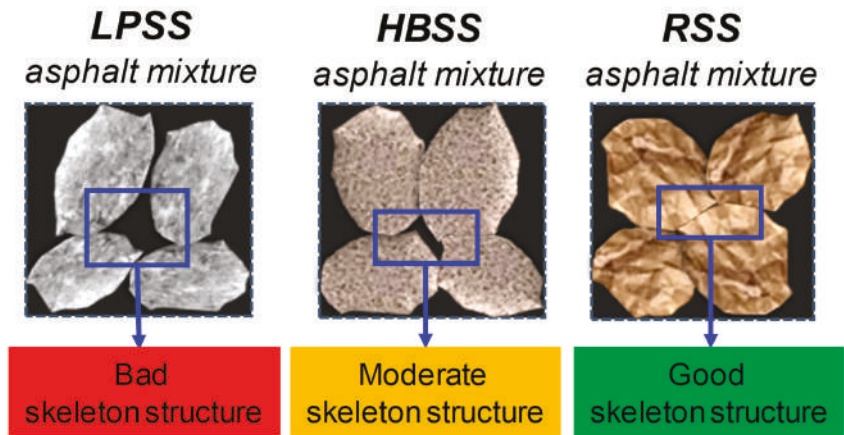 LPSS
asphalt mixture
HBSS
asphalt mixture
RSS
asphalt mixture
Bad
skeleton structure
Moderate
skeleton structure
Good
skeleton structure